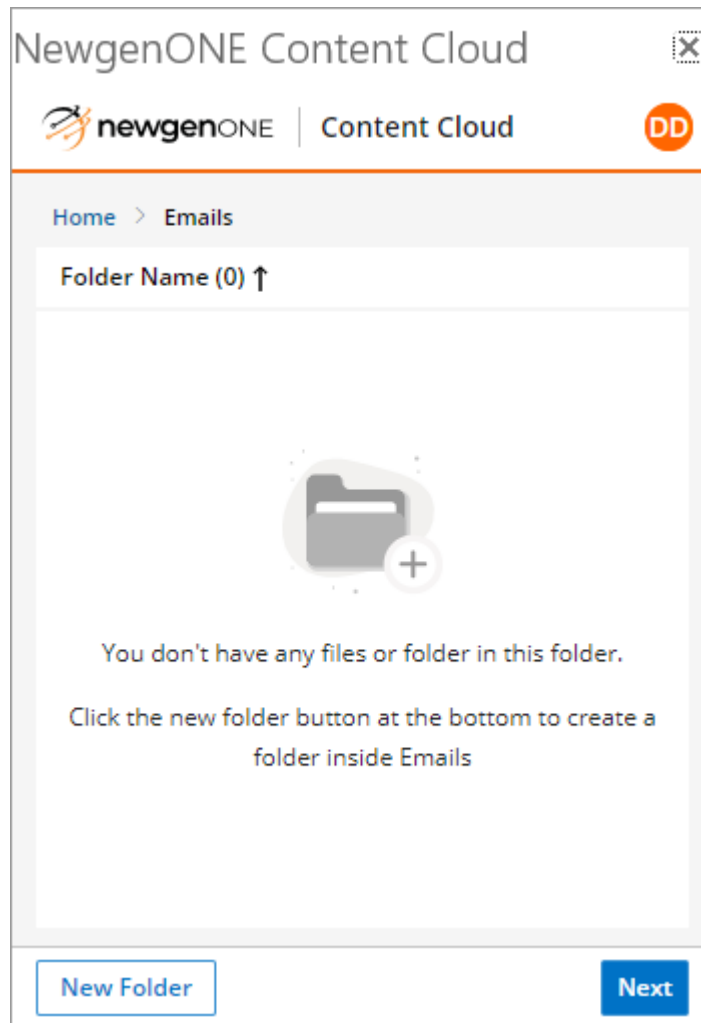 NewgenONE Content Cloud
newgenONE Content Cloud DD
Home > Emails
Folder Name (0) ↑
You don't have any files or folder in this folder.
Click the new folder button at the bottom to create a
folder inside Emails
New Folder Next